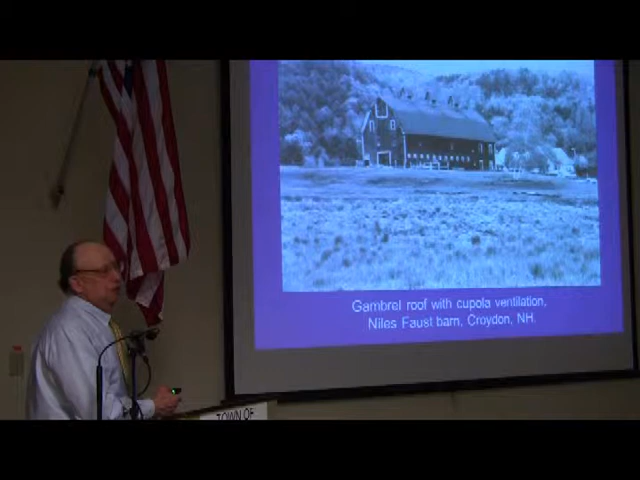 Gambrel roof with cupola ventilation,
Niles Faust barn, Croydon, NH.
TOWN OF